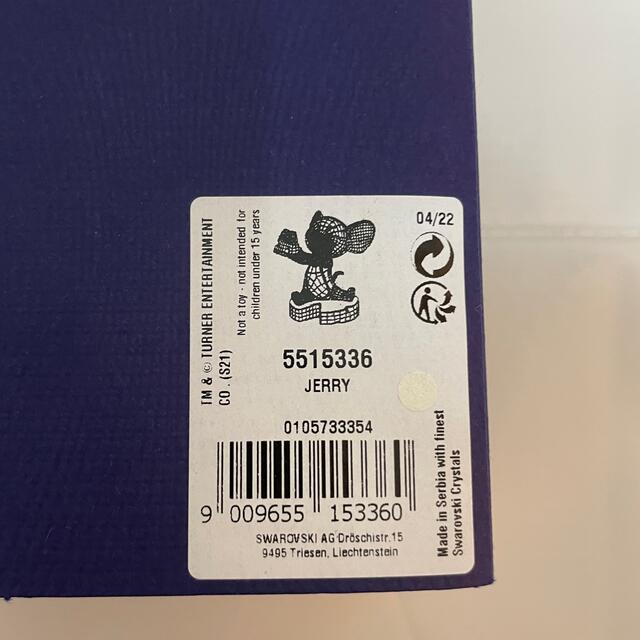 TM & © TURNER ENTERTAINMENT
CO . (S21)
Not a toy - not intended for
children under 15 years
04/22
5515336
JERRY
0105733354
9 009655 153360
SWAROVSKI AG Dröschistr.15
9495 Triesen, Liechtenstein
Made in Serbia with finest
Swarovski Crystals